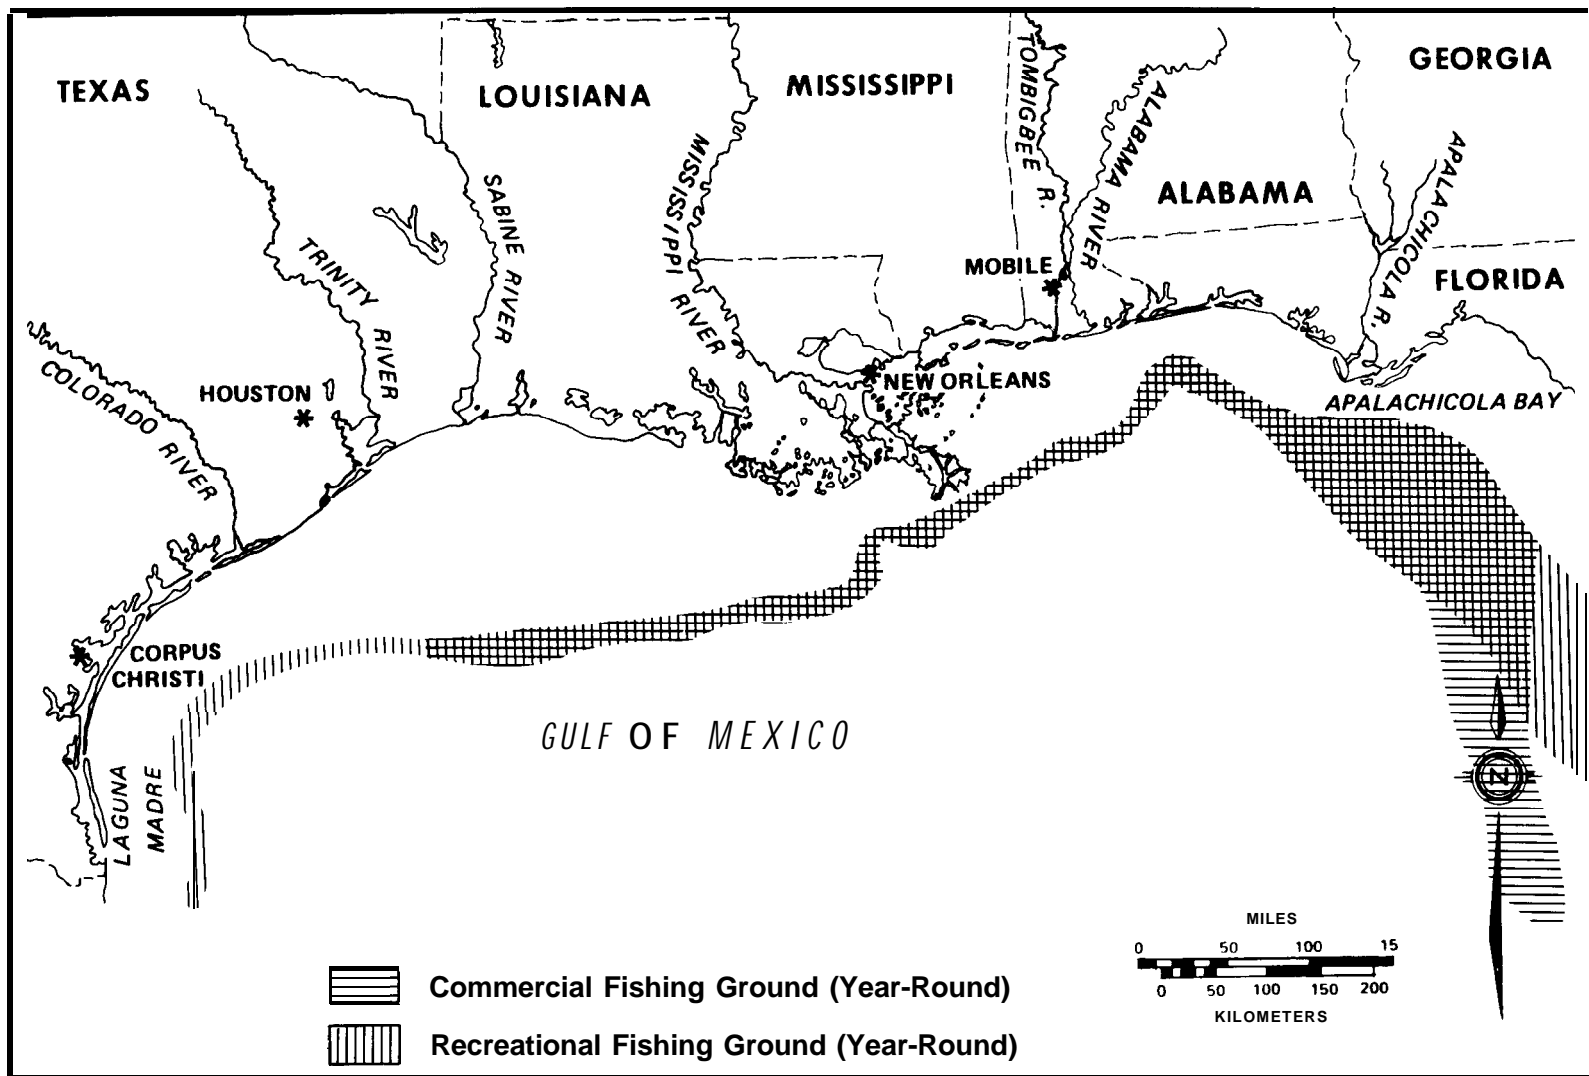 TEXAS
LOUISIANA
MISSISSIPPI
GEORGIA
ALABAMA
FLORIDA
TOMBIGBEE R.
ALABAMA RIVER
APALACHICOLA R.
MISSISSIPPI RIVER
SABINE RIVER
TRINITY RIVER
COLORADO RIVER
MOBILE
HOUSTON
NEW ORLEANS
APALACHICOLA BAY
CORPUS
CHRISTI
LAGUNA
MADRE
GULF OF MEXICO
N
MILES
0 50 100 15
0 50 100 150 200
KILOMETERS
Commercial Fishing Ground (Year-Round)
Recreational Fishing Ground (Year-Round)